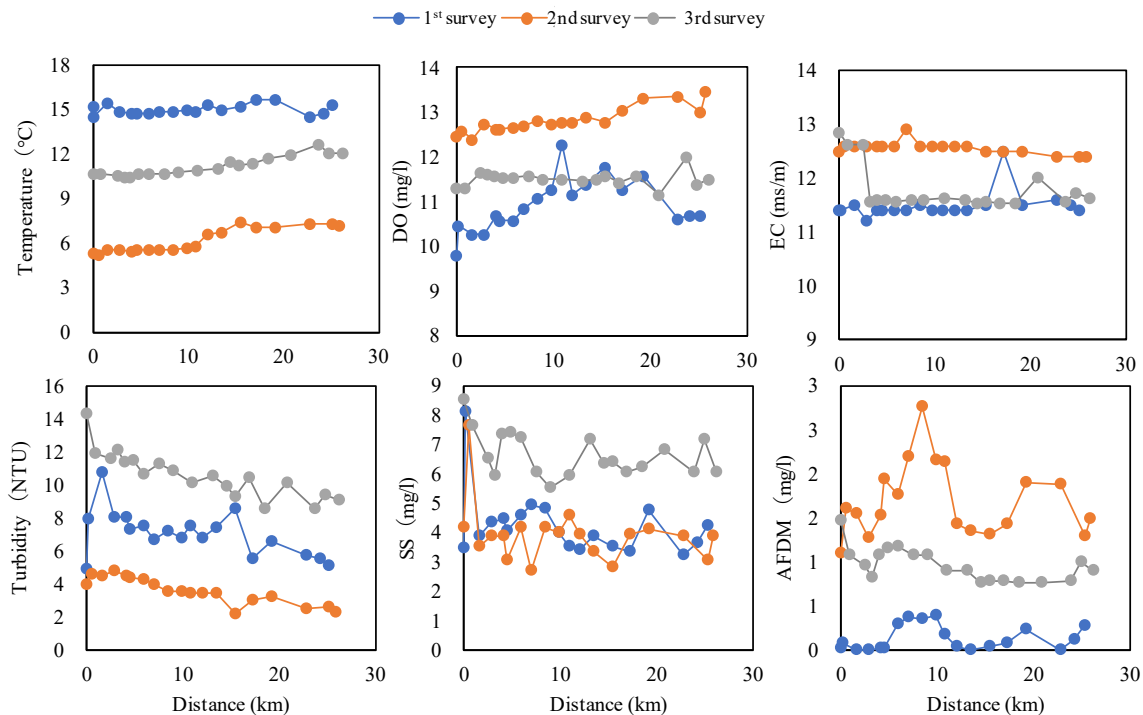 1st survey 2nd survey 3rd survey
Temperature (℃)
18
15
12
9
6
3
0
0 10 20 30
DO (mg/l)
14
13
12
11
10
9
8
0 10 20 30
EC (ms/m)
14
13
12
11
10
9
0 10 20 30
Turbidity (NTU)
16
14
12
10
8
6
4
2
0
0 10 20 30
Distance (km)
SS (mg/l)
9
8
7
6
5
4
3
2
1
0
0 10 20 30
Distance (km)
AFDM (mg/l)
3
3
2
2
1
1
0
0 10 20 30
Distance (km)